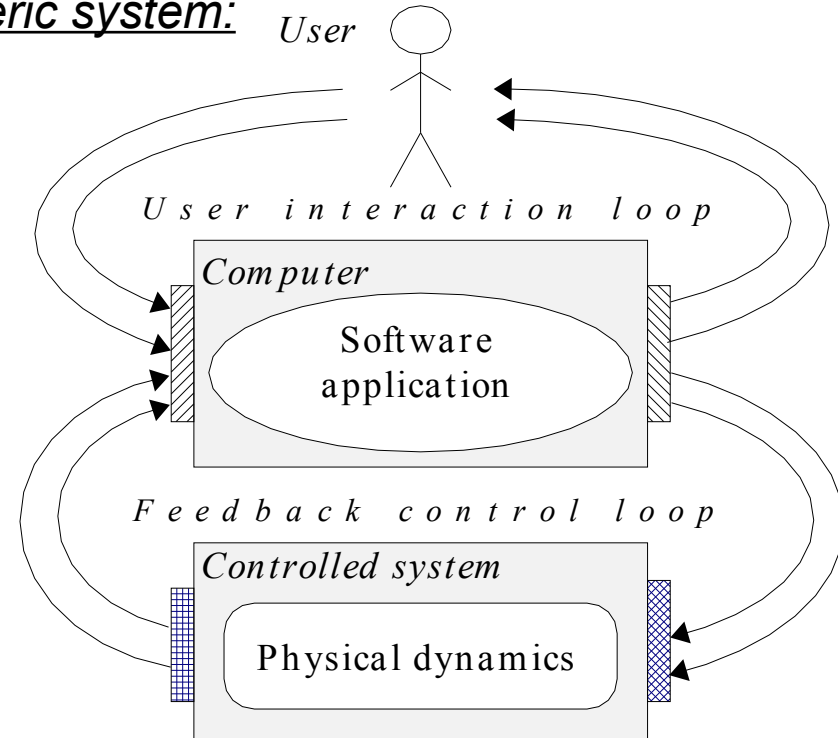 eric system:
User
User interaction loop
Computer
Software
application
Feedback control loop
Controlled system
Physical dynamics